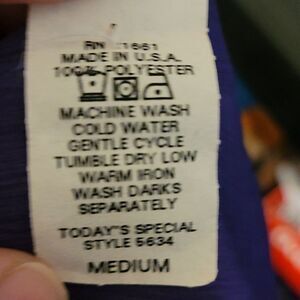 RN 1661
MADE IN U.S.A.
100% POLYESTER
MACHINE WASH
COLD WATER
GENTLE CYCLE
TUMBLE DRY LOW
WARM IRON
WASH DARKS
SEPARATELY
TODAY'S SPECIAL
STYLE 5634
MEDIUM